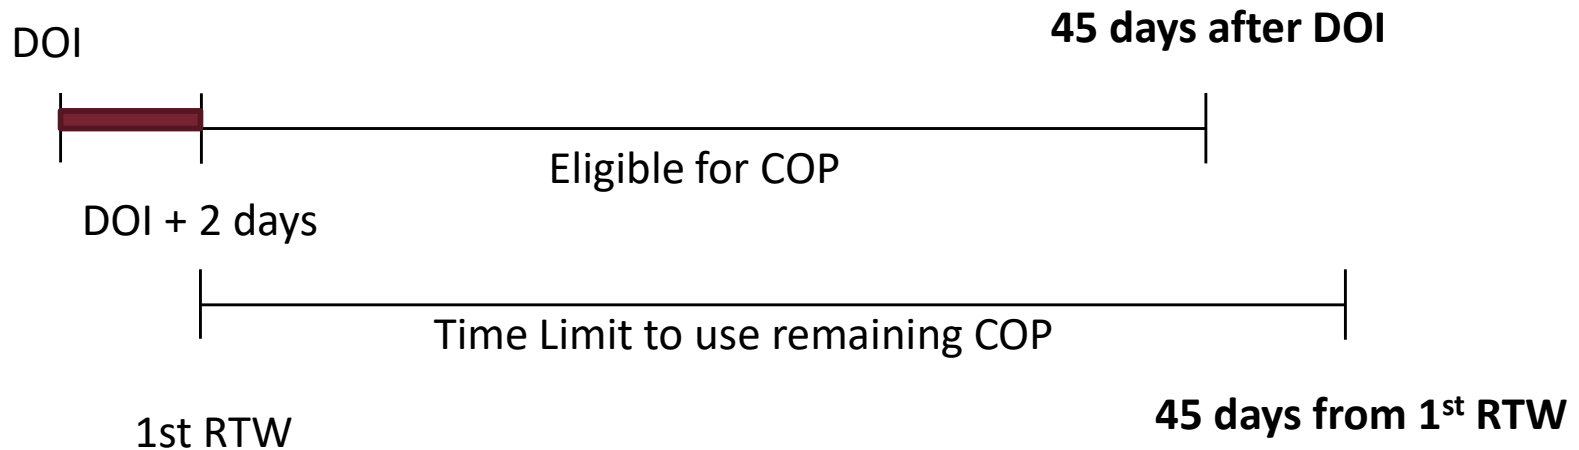 DOI
45 days after DOI
Eligible for COP
DOI + 2 days
Time Limit to use remaining COP
1st RTW
45 days from 1st RTW